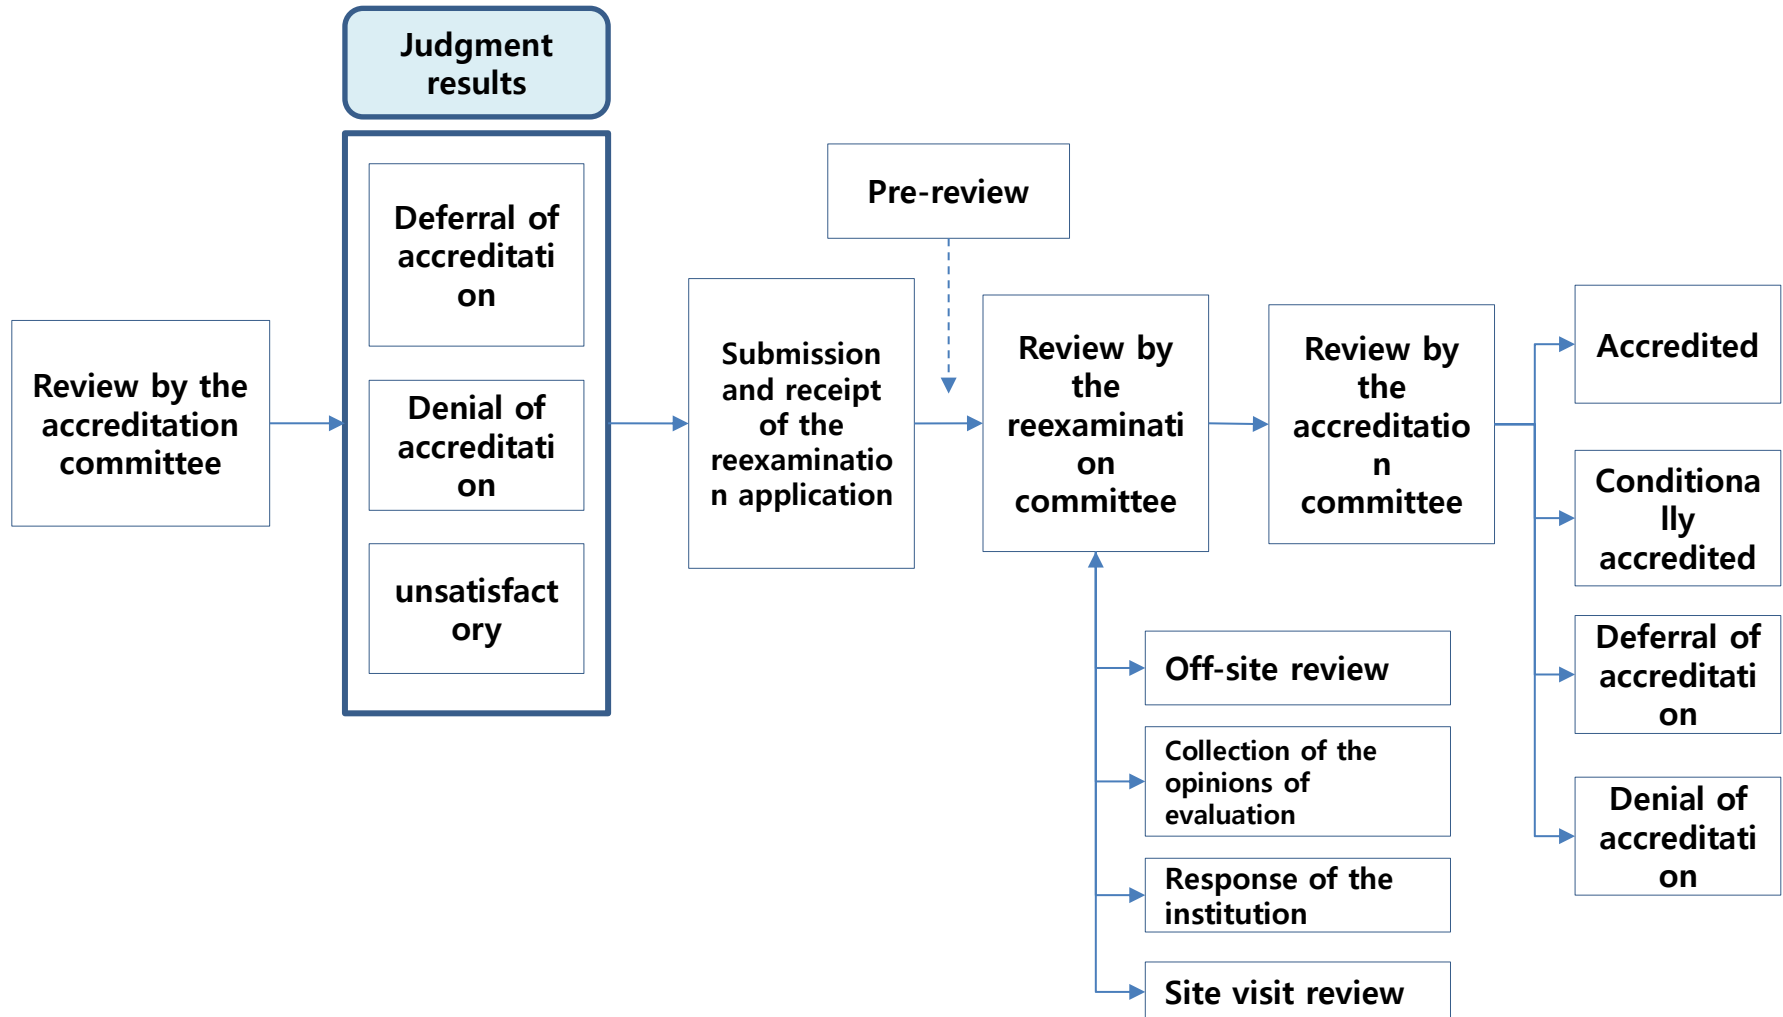 Judgment
results
Review by the
accreditation
committee
Deferral of
accreditati
on
Denial of
accreditati
on
unsatisfact
ory
Submission
and receipt
of the
reexaminatio
n application
Pre-review
Review by
the
reexaminati
on
committee
Off-site review
Collection of the
opinions of
evaluation
Response of the
institution
Site visit review
Review by
the
accreditatio
n
committee
Accredited
Conditiona
lly
accredited
Deferral of
accreditati
on
Denial of
accreditati
on